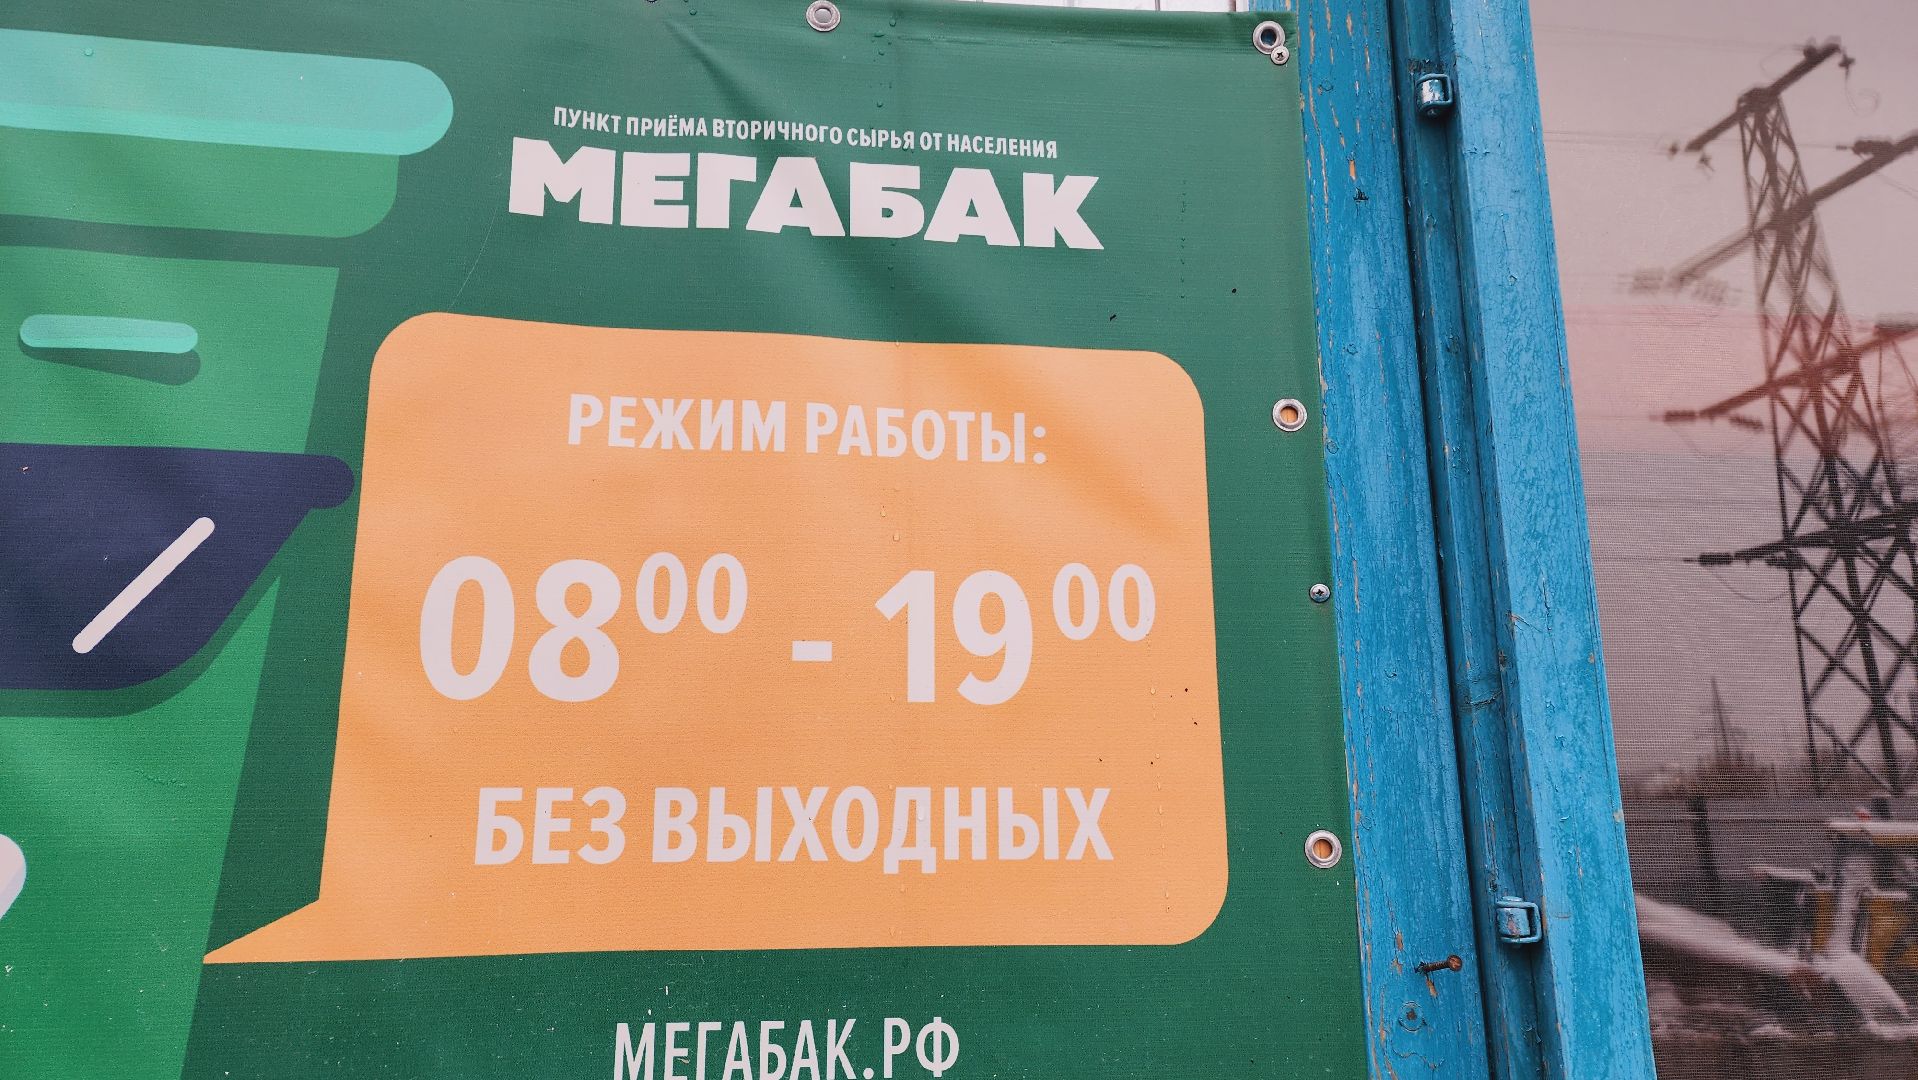 ПУНКТ ПРИЁМА ВТОРИЧНОГО СЫРЬЯ ОТ НАСЕЛЕНИЯ
МЕГАБАК
РЕЖИМ РАБОТЫ:
08⁰⁰ - 19⁰⁰
БЕЗ ВЫХОДНЫХ
МЕГАБАК.РФ